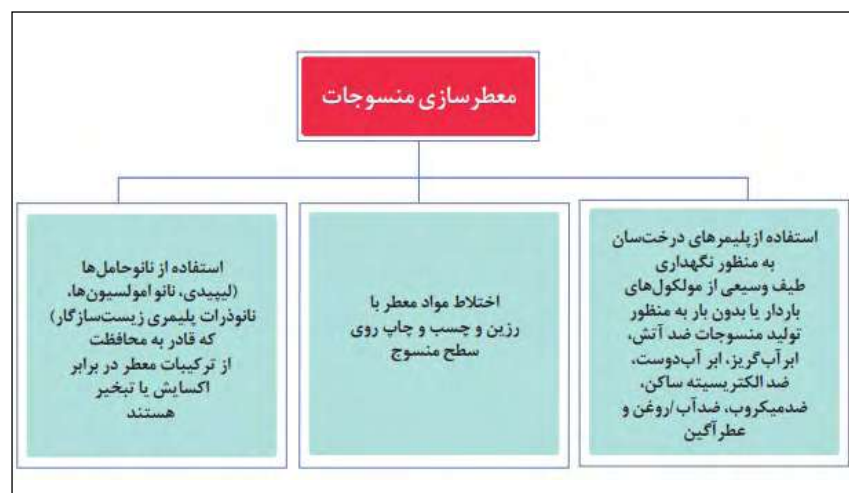 معطرسازی منسوجات
استفاده از پلیمرهای درخت‌سان
به منظور نگهداری
طیف وسیعی از مولکول‌های
باردار یا بدون بار به منظور
تولید منسوجات ضد آتش،
ابر آب‌گریز، ابر آب‌دوست،
ضد الکتریسیته ساکن،
ضدمیکروب، ضدآب/روغن و
عطرآگین
اختلاط مواد معطر با
رزین و چسب و چاپ روی
سطح منسوج
استفاده از نانوحامل‌ها
(لیپیدی، نانوامولسیون‌ها،
نانوذرات پلیمری زیست‌سازگار)
که قادر به محافظت
از ترکیبات معطر در برابر
اکسایش یا تبخیر
هستند